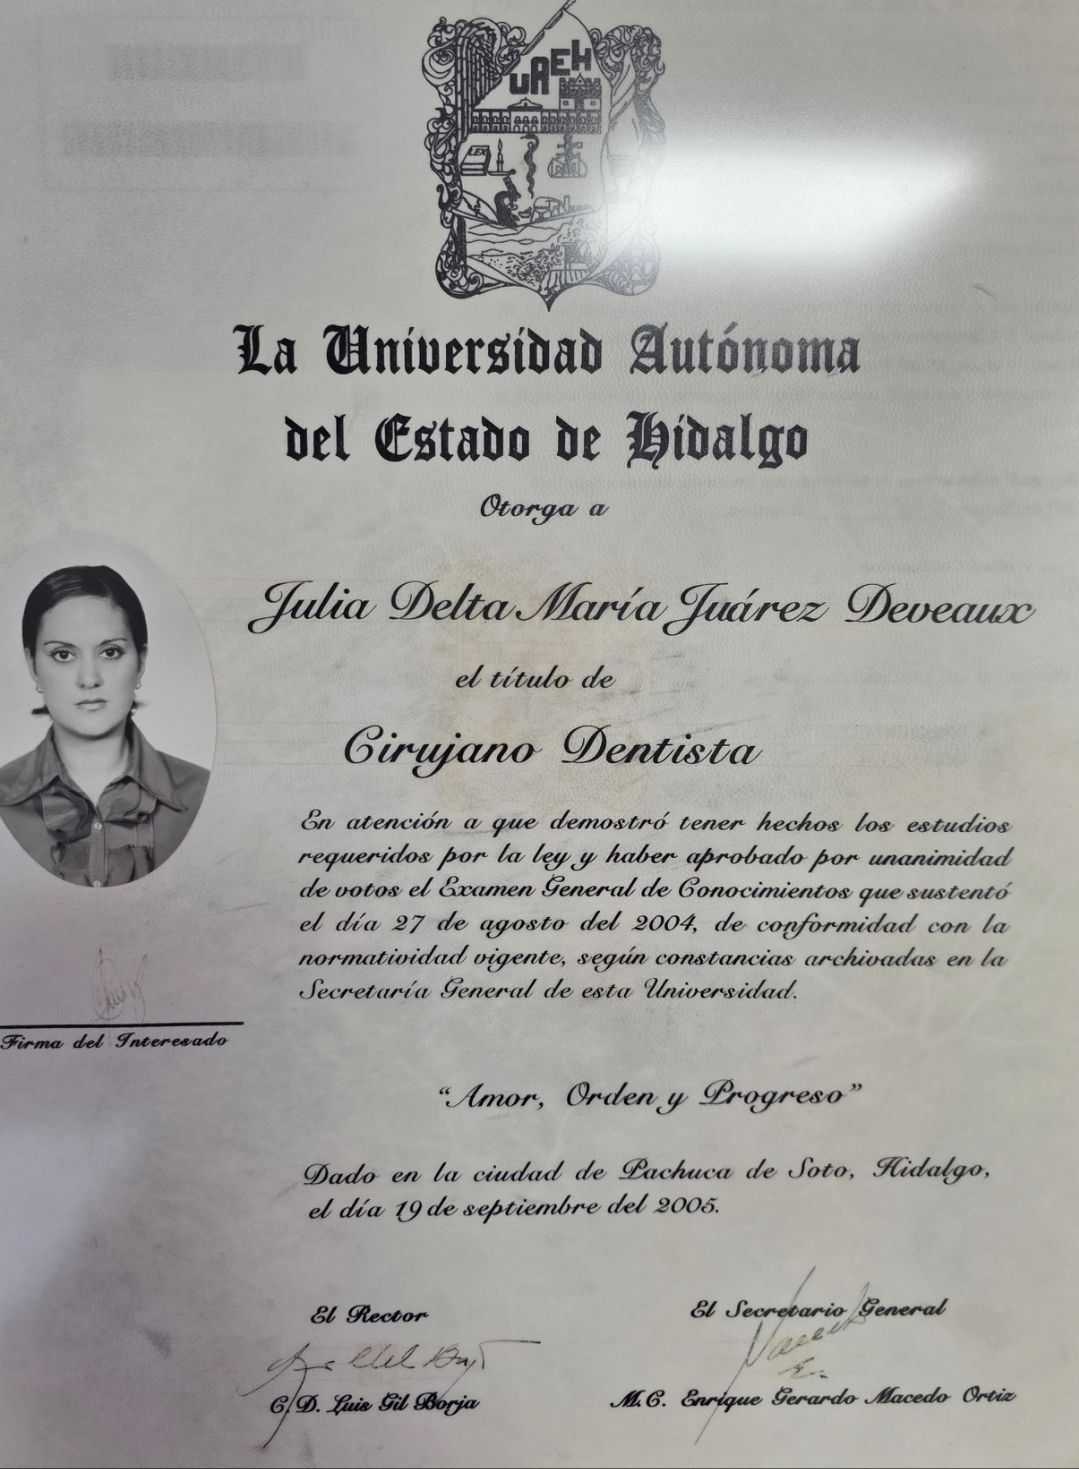 UAEH
LEX
La Universidad Autónoma
del Estado de Hidalgo
Otorga a
Julia Delta María Juárez Deveaux
el título de
Cirujano Dentista
En atención a que demostró tener hechos los estudios
requeridos por la ley y haber aprobado por unanimidad
de votos el Examen General de Conocimientos que sustentó
el día 27 de agosto del 2004, de conformidad con la
normatividad vigente, según constancias archivadas en la
Secretaría General de esta Universidad.
Firma del Interesado
"Amor, Orden y Progreso"
Dado en la ciudad de Pachuca de Soto, Hidalgo,
el día 19 de septiembre del 2005.
El Rector
C.D. Luis Gil Borja
El Secretario General
M.C. Enrique Gerardo Macedo Ortiz